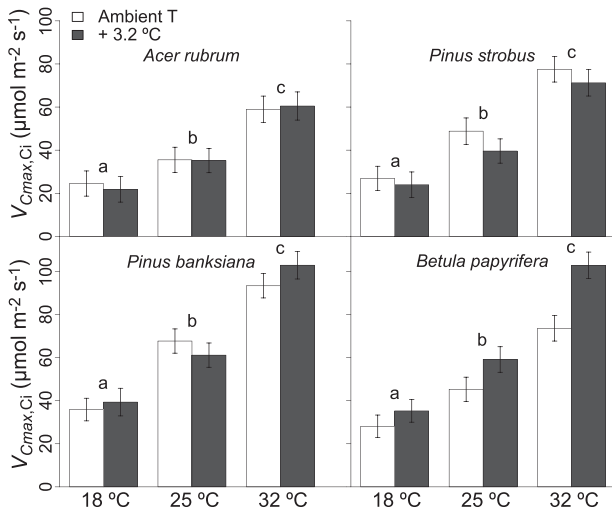 Ambient T
+ 3.2 ºC
Acer rubrum
Pinus strobus
V_Cmax,Ci (µmol m⁻² s⁻¹)
0 20 40 60 80 100
a b c
a b c
Pinus banksiana
Betula papyrifera
V_Cmax,Ci (µmol m⁻² s⁻¹)
0 20 40 60 80 100
a b c
a b c
18 ºC 25 ºC 32 ºC 18 ºC 25 ºC 32 ºC